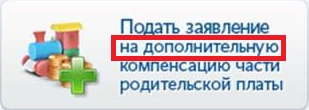 Подать заявление
на дополнительную
компенсацию части
родительской платы